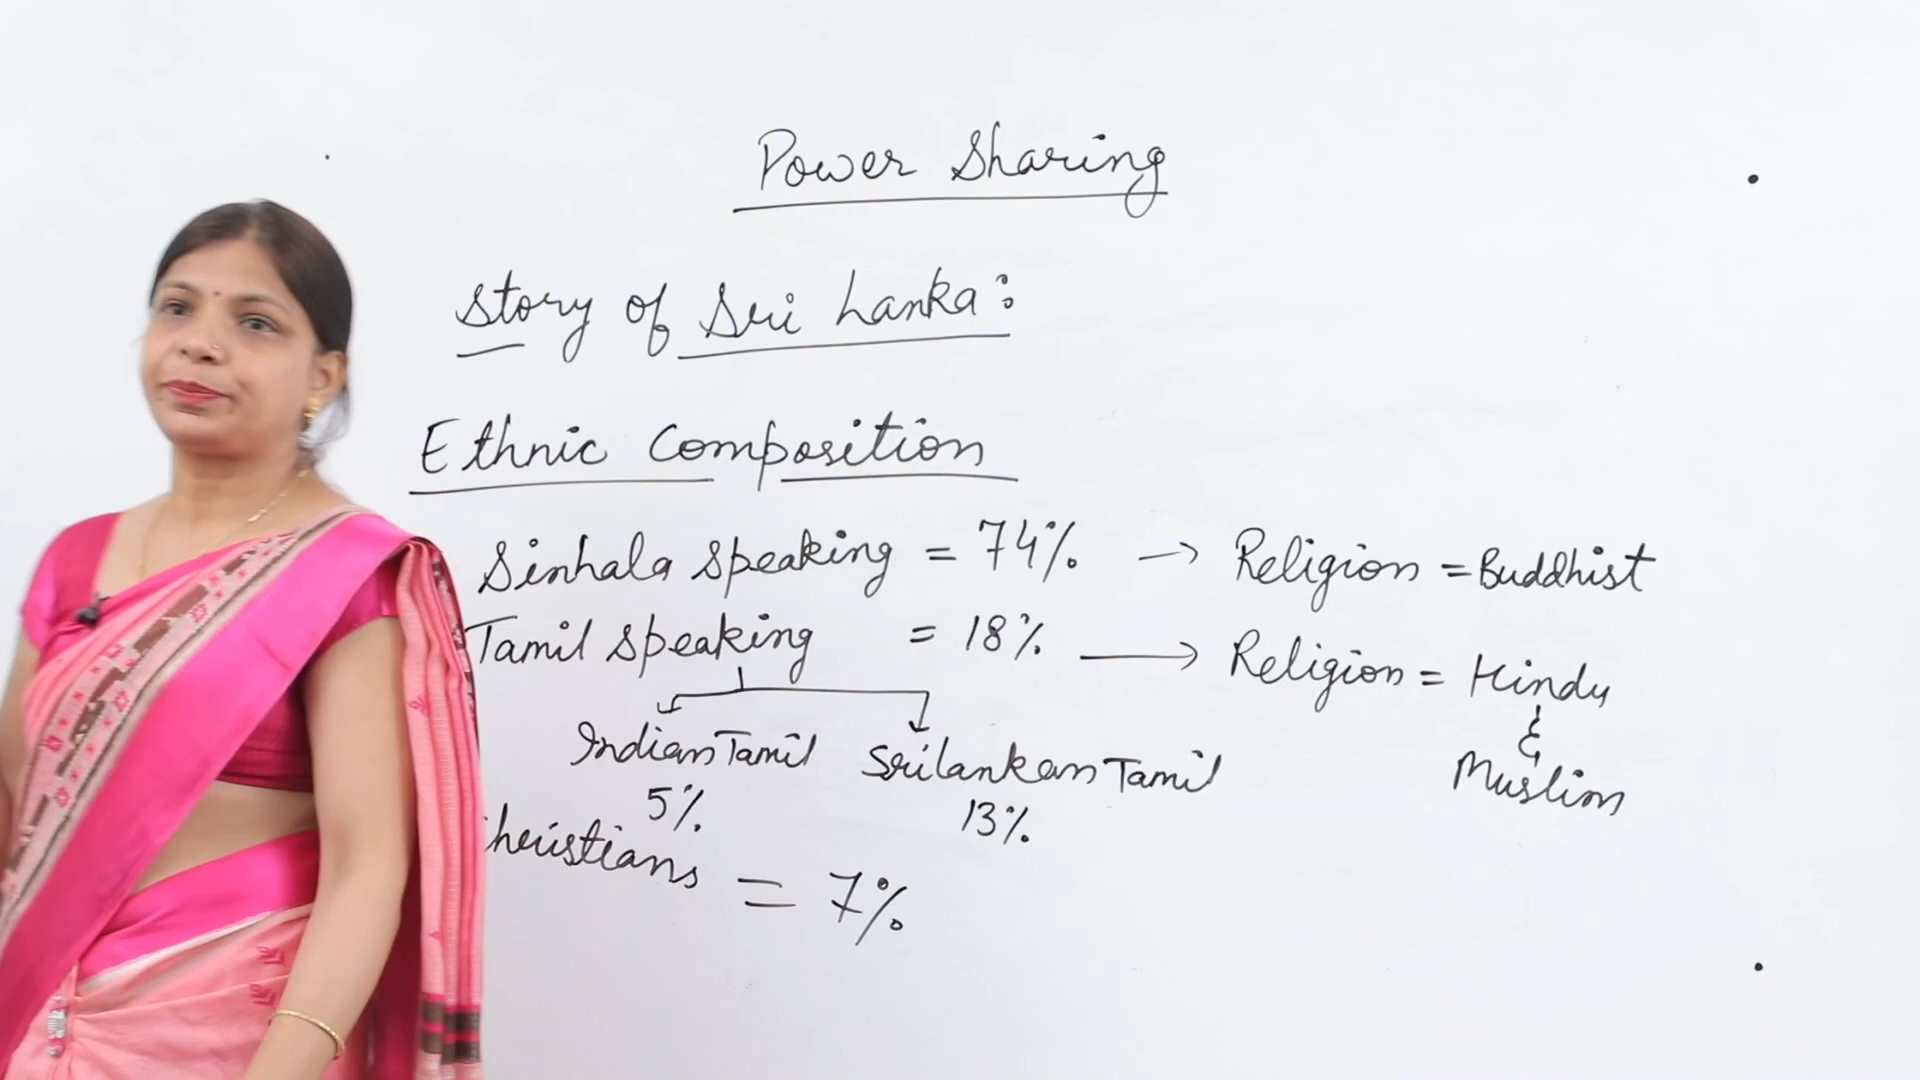 Power Sharing
Story of Sri Lanka:
Ethnic Composition
Sinhala Speaking = 74% → Religion = Buddhist
Tamil Speaking = 18% → Religion = Hindu
&
Muslim
Indian Tamil Srilankan Tamil
5% 13%
hristians = 7%